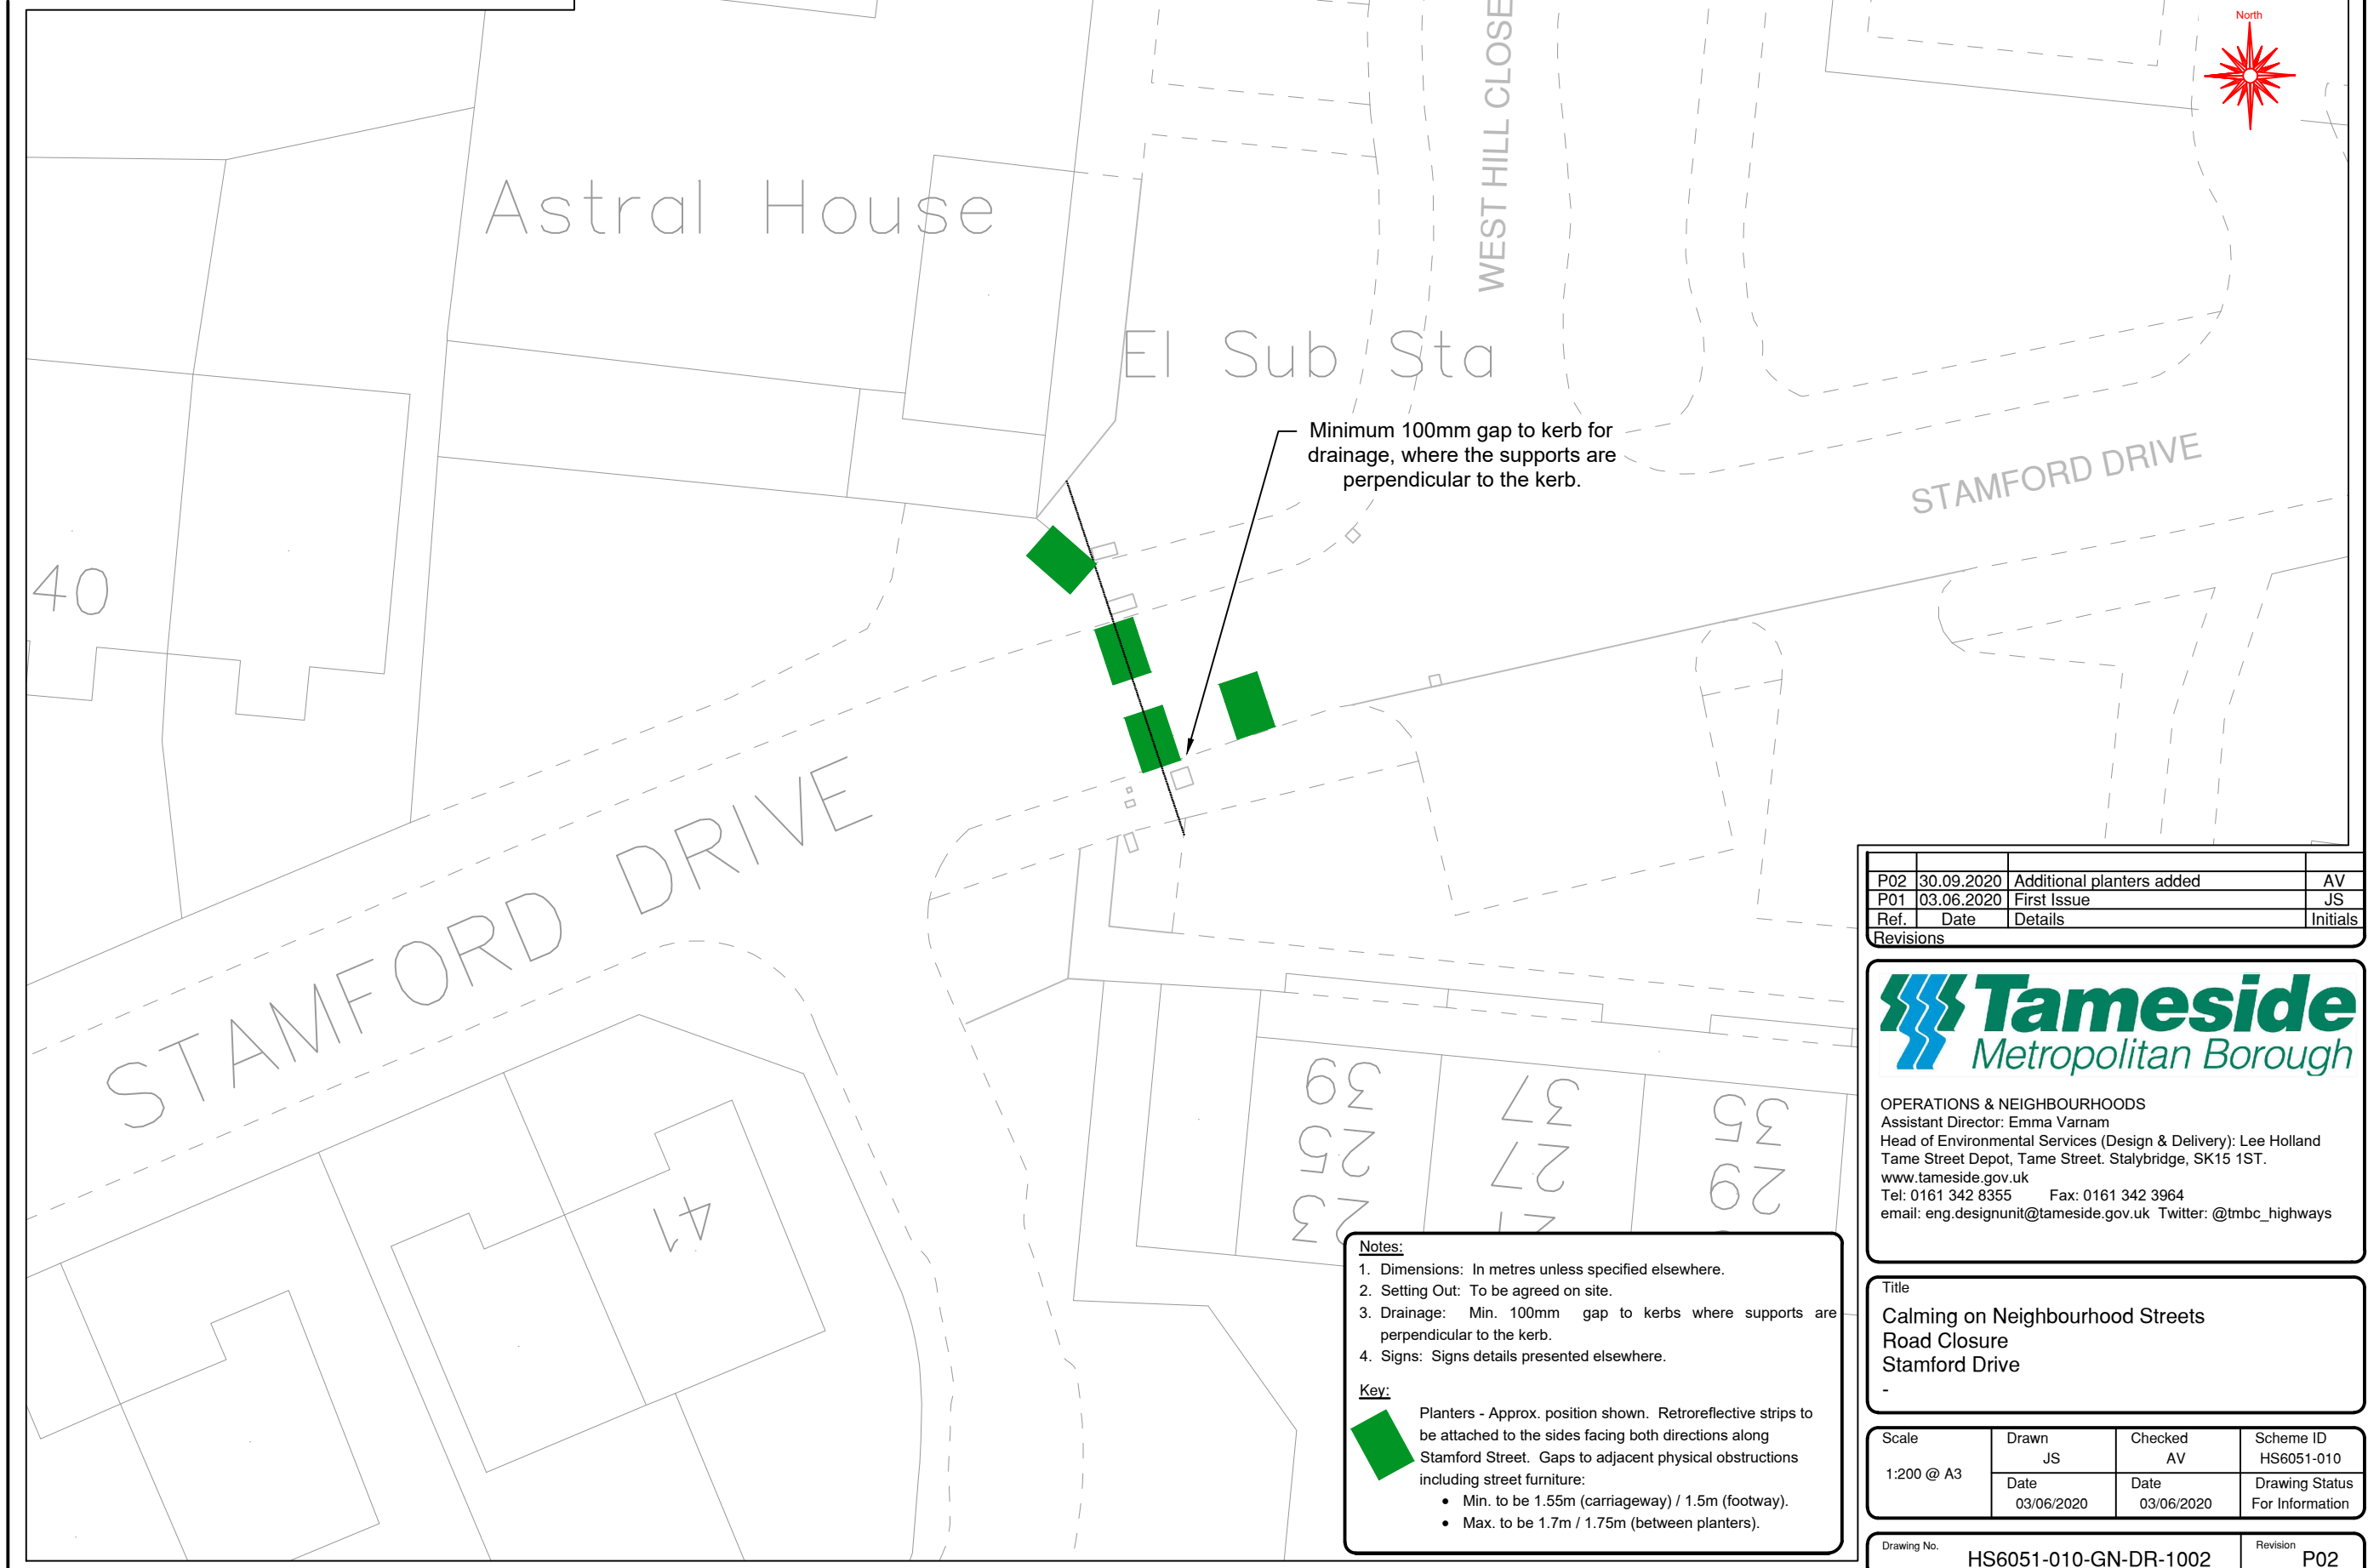 North
WEST HILL CLOSE
Astral House
El Sub Sta
Minimum 100mm gap to kerb for
drainage, where the supports are
perpendicular to the kerb.
STAMFORD DRIVE
40
STAMFORD DRIVE
41
39
37
35
25
27
29
23
P02 30.09.2020 Additional planters added AV
P01 03.06.2020 First Issue JS
Ref. Date Details Initials
Revisions
Tameside
Metropolitan Borough
OPERATIONS & NEIGHBOURHOODS
Assistant Director: Emma Varnam
Head of Environmental Services (Design & Delivery): Lee Holland
Tame Street Depot, Tame Street. Stalybridge, SK15 1ST.
www.tameside.gov.uk
Tel: 0161 342 8355 Fax: 0161 342 3964
email: eng.designunit@tameside.gov.uk Twitter: @tmbc_highways
Notes:
1. Dimensions: In metres unless specified elsewhere.
2. Setting Out: To be agreed on site.
3. Drainage: Min. 100mm gap to kerbs where supports are
perpendicular to the kerb.
4. Signs: Signs details presented elsewhere.
Key:
Planters - Approx. position shown. Retroreflective strips to
be attached to the sides facing both directions along
Stamford Street. Gaps to adjacent physical obstructions
including street furniture:
• Min. to be 1.55m (carriageway) / 1.5m (footway).
• Max. to be 1.7m / 1.75m (between planters).
Title
Calming on Neighbourhood Streets
Road Closure
Stamford Drive
-
Scale Drawn Checked Scheme ID
1:200 @ A3 JS AV HS6051-010
Date Date Drawing Status
03/06/2020 03/06/2020 For Information
Drawing No. Revision
HS6051-010-GN-DR-1002 P02